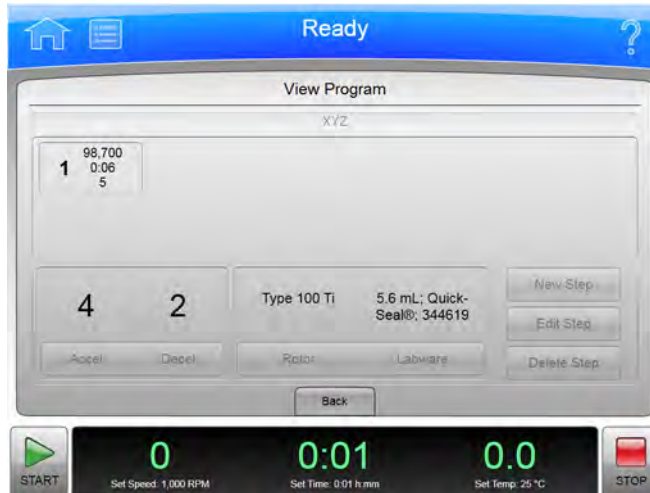 Ready
?
View Program
XYZ
1
98,700
0:06
5
4 2
Type 100 Ti
5.6 mL; Quick-
Seal®; 344619
Accel Decel
Rotor Labware
New Step
Edit Step
Delete Step
Back
START
0
Set Speed: 1,000 RPM
0:01
Set Time: 0:01 h:mm
0.0
Set Temp: 25 °C
STOP